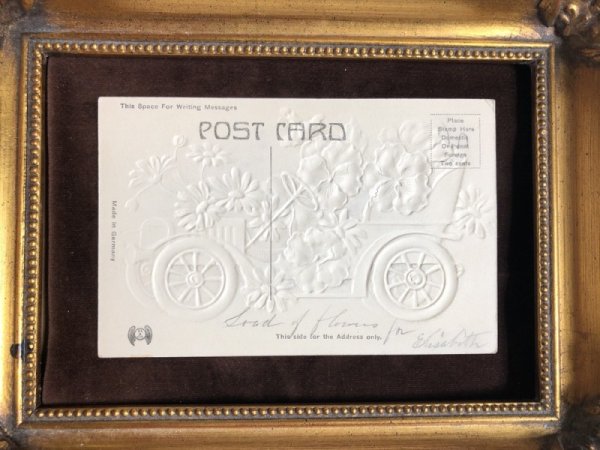 This Space For Writing Messages
POST CARD
Place
Stamp Here
Domestic
One cent
Foreign
Two cents
Made in Germany
Load of flowers for
Elisabeth
This side for the Address only.